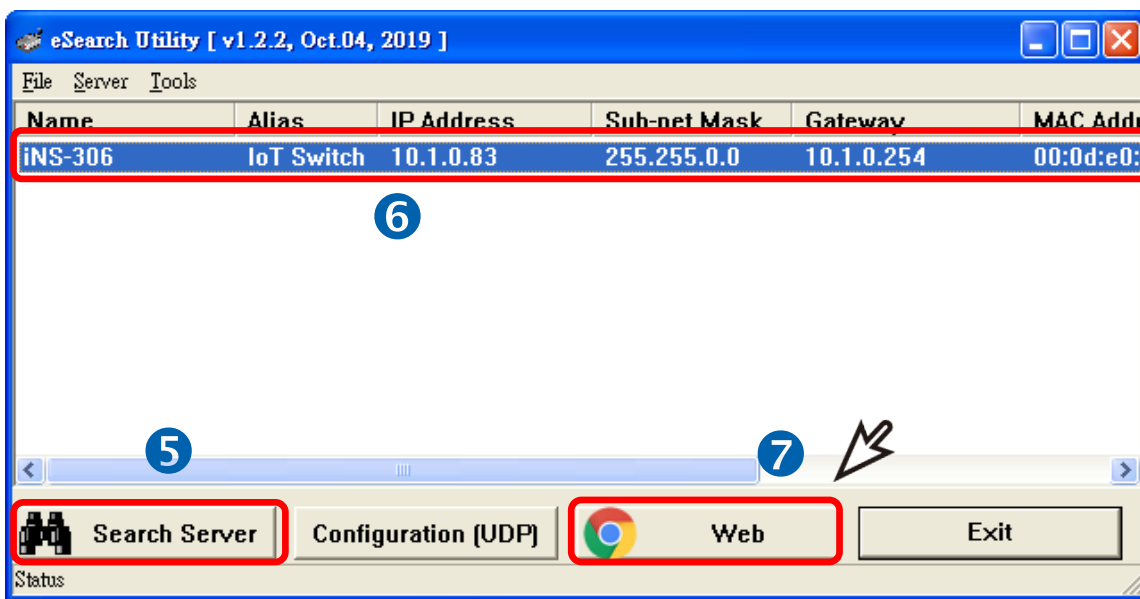 eSearch Utility [ v1.2.2, Oct.04, 2019 ]
File Server Tools
Name Alias IP Address Sub-net Mask Gateway MAC Addr
iNS-306 IoT Switch 10.1.0.83 255.255.0.0 10.1.0.254 00:0d:e0:
6
5
7
Search Server Configuration (UDP) Web Exit
Status